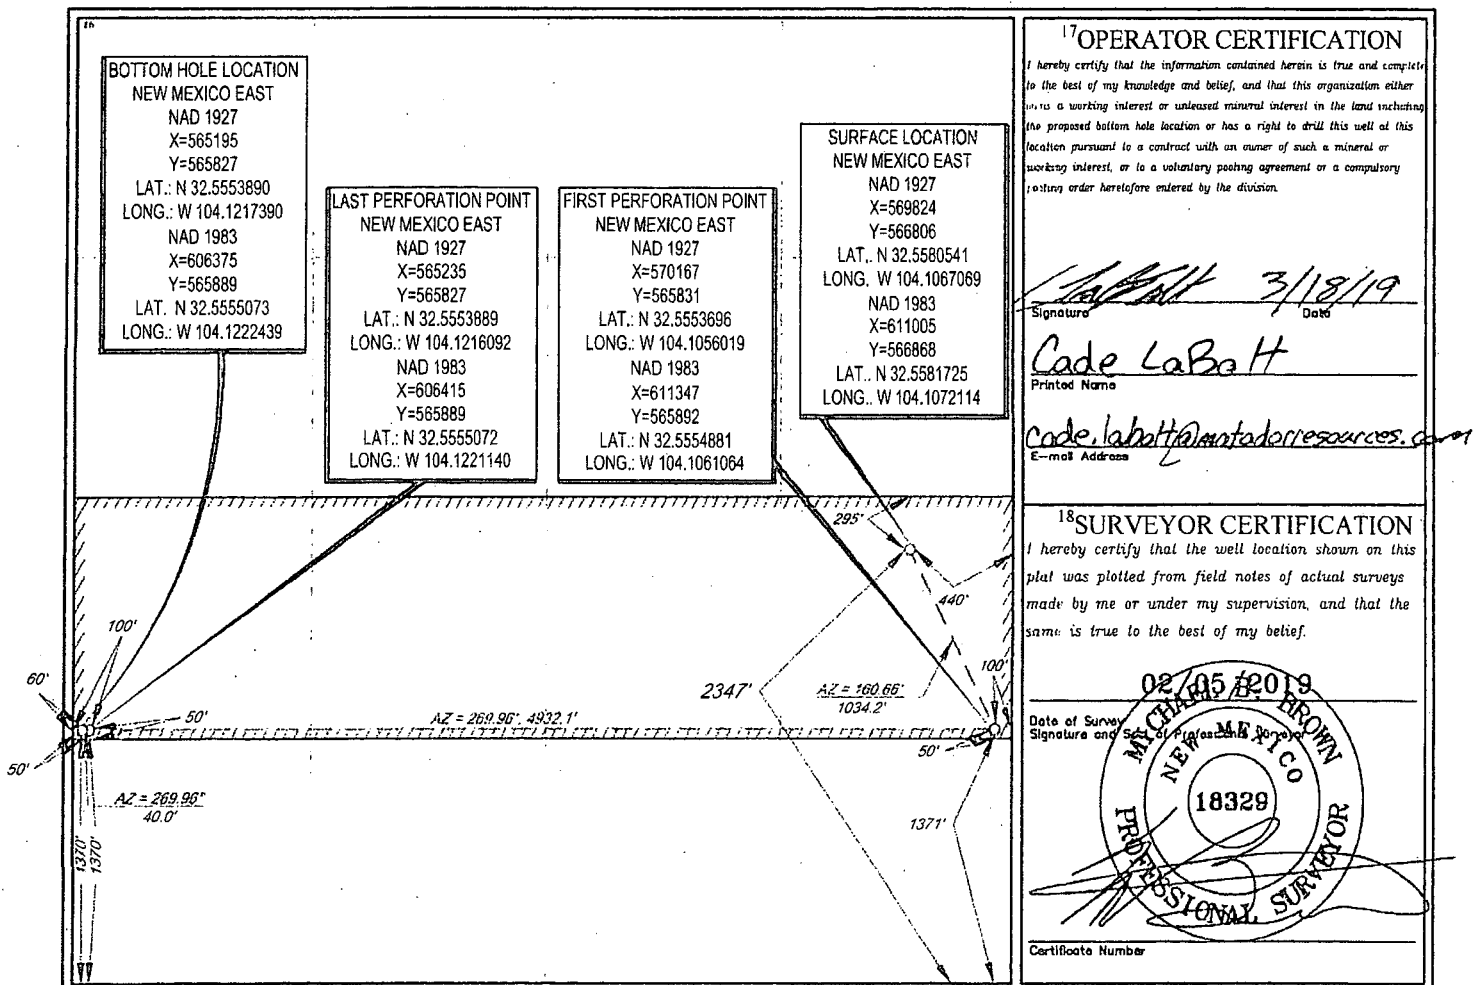 16
BOTTOM HOLE LOCATION
NEW MEXICO EAST
NAD 1927
X=565195
Y=565827
LAT.: N 32.5553890
LONG.: W 104.1217390
NAD 1983
X=606375
Y=565889
LAT. N 32.5555073
LONG.: W 104.1222439
LAST PERFORATION POINT
NEW MEXICO EAST
NAD 1927
X=565235
Y=565827
LAT.: N 32.5553889
LONG.: W 104.1216092
NAD 1983
X=606415
Y=565889
LAT.: N 32.5555072
LONG.: W 104.1221140
FIRST PERFORATION POINT
NEW MEXICO EAST
NAD 1927
X=570167
Y=565831
LAT.: N 32.5553696
LONG.: W 104.1056019
NAD 1983
X=611347
Y=565892
LAT.: N 32.5554881
LONG.: W 104.1061064
SURFACE LOCATION
NEW MEXICO EAST
NAD 1927
X=569824
Y=566806
LAT.. N 32.5580541
LONG. W 104.1067069
NAD 1983
X=611005
Y=566868
LAT.. N 32.5581725
LONG.. W 104.1072114
295'
440'
100'
100'
60'
2347'
AZ = 160.66°
1034.2'
50'
AZ = 269.96°, 4932.1'
50'
50'
AZ = 269.96°
40.0'
1371'
1370'
1370'
17 OPERATOR CERTIFICATION
I hereby certify that the information contained herein is true and complete
to the best of my knowledge and belief, and that this organization either
owns a working interest or unleased mineral interest in the land including
the proposed bottom hole location or has a right to drill this well at this
location pursuant to a contract with an owner of such a mineral or
working interest, or to a voluntary pooling agreement or a compulsory
pooling order heretofore entered by the division.
3/18/19
Signature Date
Cade LaBolt
Printed Name
cade.labolt@matadorresources.com
E-mail Address
18 SURVEYOR CERTIFICATION
I hereby certify that the well location shown on this
plat was plotted from field notes of actual surveys
made by me or under my supervision, and that the
same is true to the best of my belief.
02/05/2019
Date of Survey
Signature and Seal of Professional Surveyor
MICHAEL B. BROWN
NEW MEXICO
18329
PROFESSIONAL SURVEYOR
Certificate Number